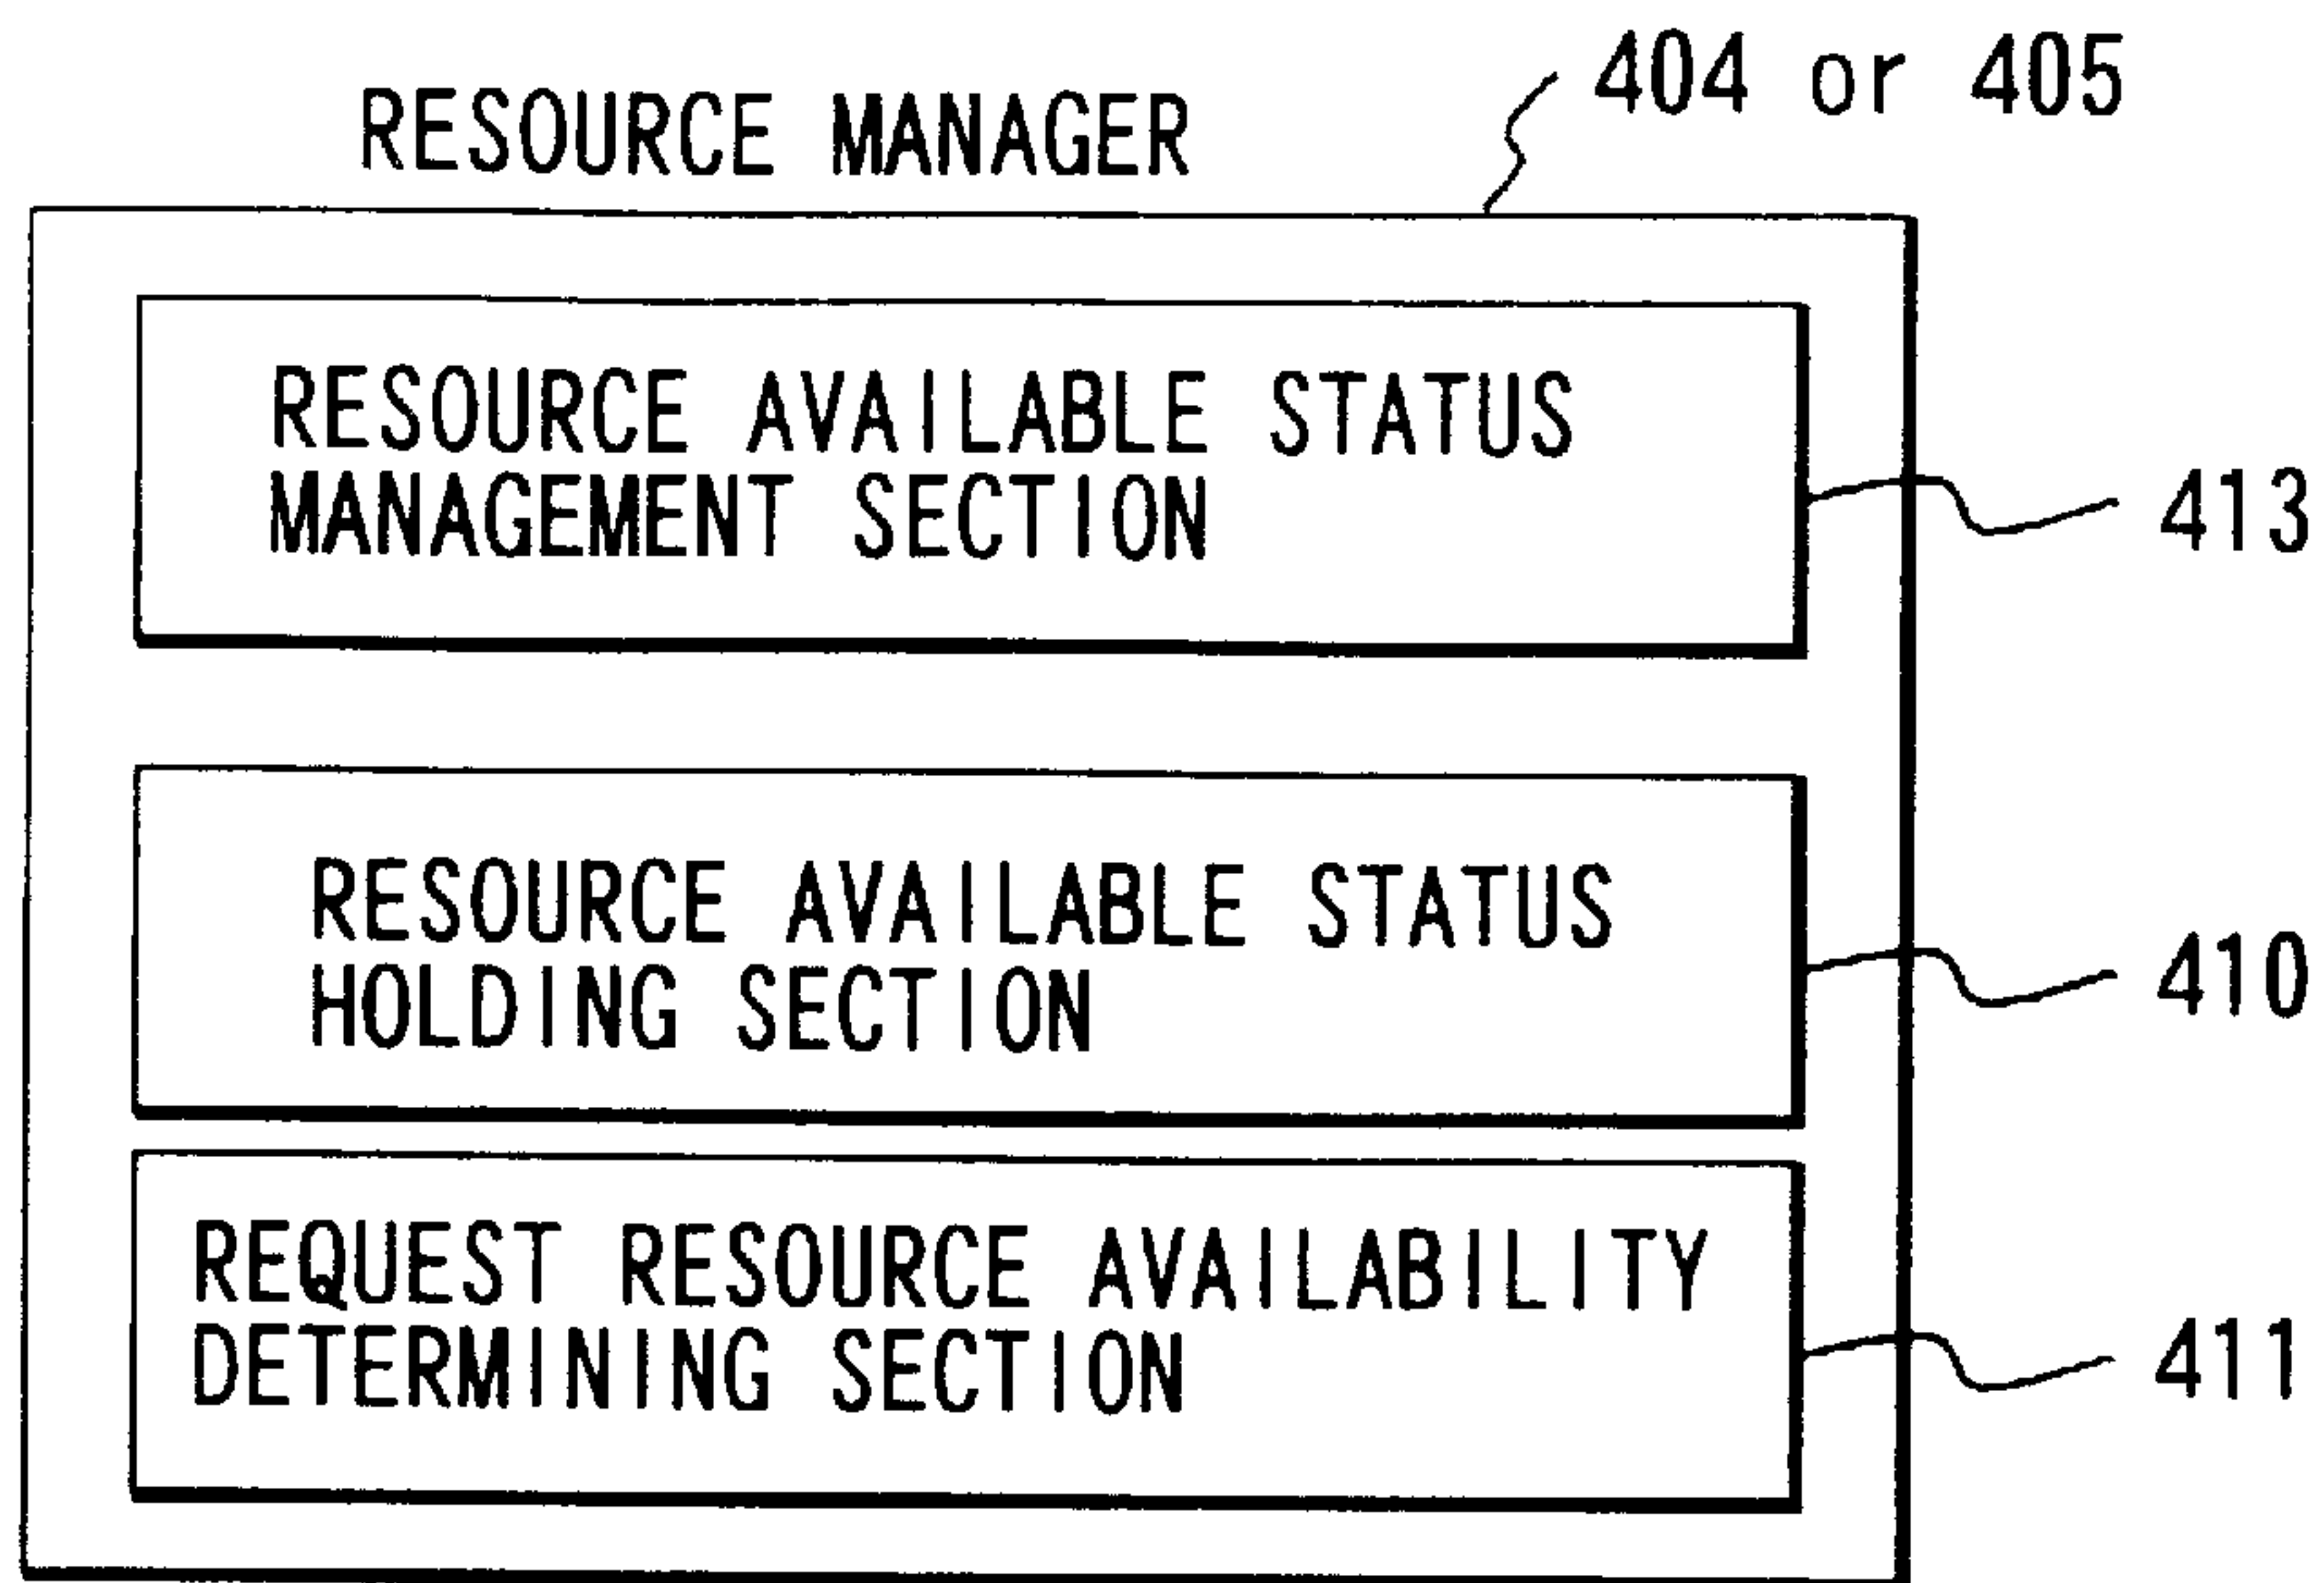 404 or 405
RESOURCE MANAGER
RESOURCE AVAILABLE STATUS
MANAGEMENT SECTION
413
RESOURCE AVAILABLE STATUS
HOLDING SECTION
410
REQUEST RESOURCE AVAILABILITY
DETERMINING SECTION
411